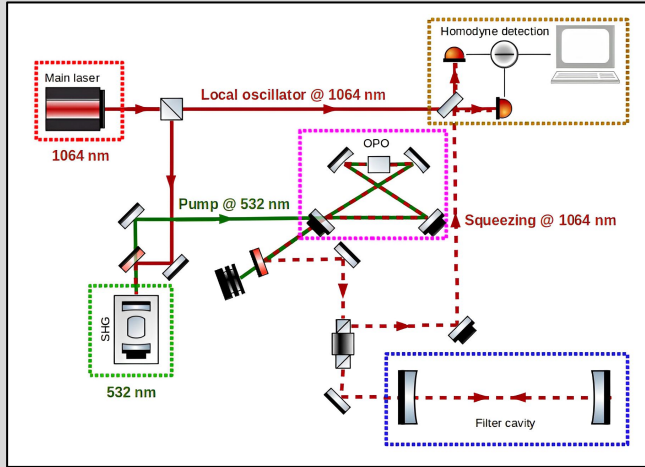 Homodyne detection
Main laser
Local oscillator @ 1064 nm
1064 nm
OPO
Pump @ 532 nm
Squeezing @ 1064 nm
SHG
532 nm
Filter cavity